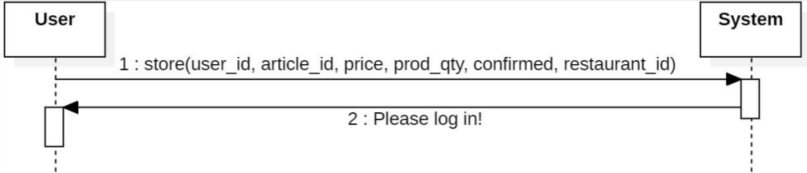 User
System
1 : store(user_id, article_id, price, prod_qty, confirmed, restaurant_id)
2 : Please log in!